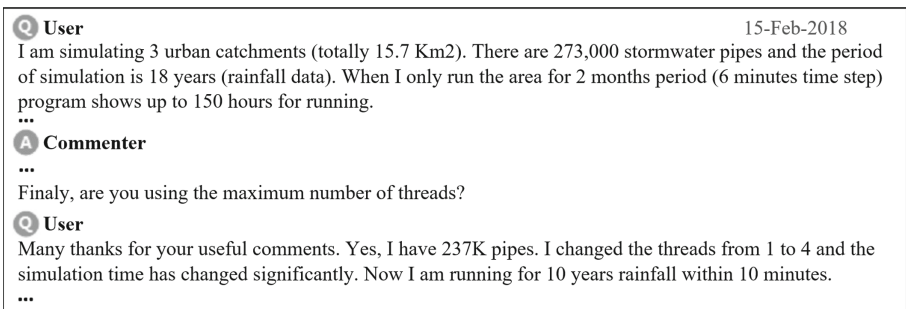 Q User 15-Feb-2018
I am simulating 3 urban catchments (totally 15.7 Km2). There are 273,000 stormwater pipes and the period
of simulation is 18 years (rainfall data). When I only run the area for 2 months period (6 minutes time step)
program shows up to 150 hours for running.
...
A Commenter
...
Finaly, are you using the maximum number of threads?
Q User
Many thanks for your useful comments. Yes, I have 237K pipes. I changed the threads from 1 to 4 and the
simulation time has changed significantly. Now I am running for 10 years rainfall within 10 minutes.
...